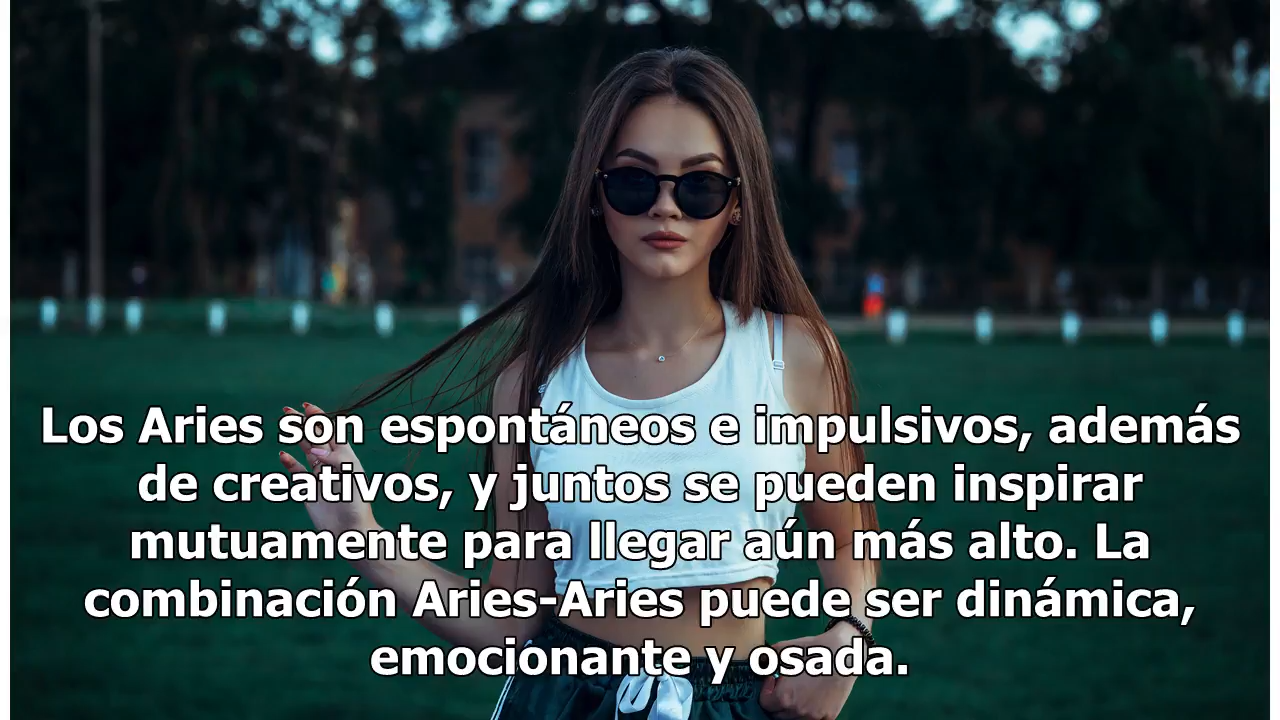 Los Aries son espontáneos e impulsivos, además
de creativos, y juntos se pueden inspirar
mutuamente para llegar aún más alto. La
combinación Aries-Aries puede ser dinámica,
emocionante y osada.